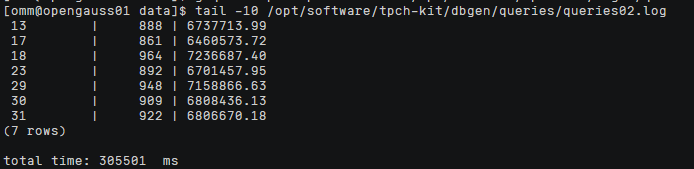 [omm@opengauss01 data]$ tail -10 /opt/software/tpch-kit/dbgen/queries/queries02.log
13 | 888 | 6737713.99
17 | 861 | 6460573.72
18 | 964 | 7236687.40
23 | 892 | 6701457.95
29 | 948 | 7158866.63
30 | 909 | 6808436.13
31 | 922 | 6806670.18
(7 rows)
total time: 305501 ms